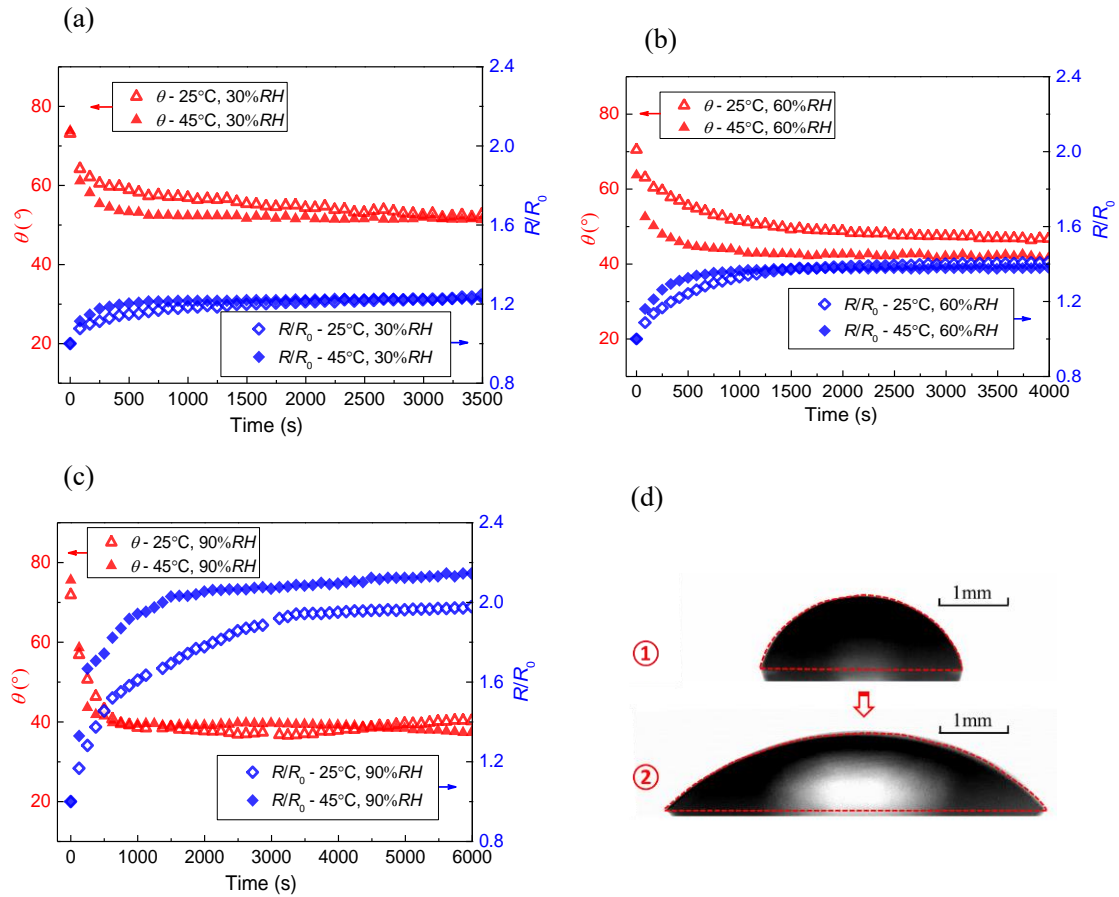 (a)
θ - 25°C, 30%RH
θ - 45°C, 30%RH
R/R0 - 25°C, 30%RH
R/R0 - 45°C, 30%RH
80
60
40
20
θ (°)
2.4
2.0
1.6
1.2
0.8
R/R0
0 500 1000 1500 2000 2500 3000 3500
Time (s)
(b)
θ - 25°C, 60%RH
θ - 45°C, 60%RH
R/R0 - 25°C, 60%RH
R/R0 - 45°C, 60%RH
80
60
40
20
θ (°)
2.4
2.0
1.6
1.2
0.8
R/R0
0 500 1000 1500 2000 2500 3000 3500 4000
Time (s)
(c)
θ - 25°C, 90%RH
θ - 45°C, 90%RH
R/R0 - 25°C, 90%RH
R/R0 - 45°C, 90%RH
80
60
40
20
θ (°)
2.4
2.0
1.6
1.2
0.8
R/R0
0 1000 2000 3000 4000 5000 6000
Time (s)
(d)
1mm
①
1mm
②